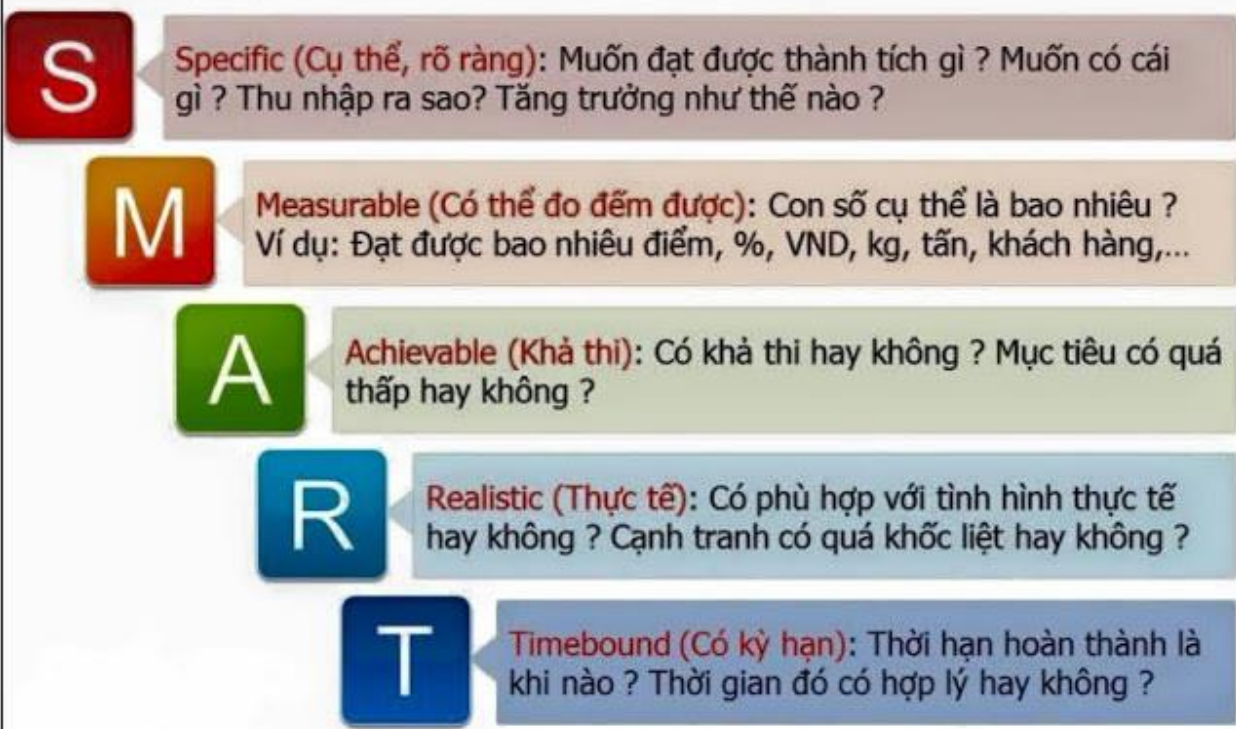 S
Specific (Cụ thể, rõ ràng): Muốn đạt được thành tích gì ? Muốn có cái
gì ? Thu nhập ra sao? Tăng trưởng như thế nào ?
M
Measurable (Có thể đo đếm được): Con số cụ thể là bao nhiêu ?
Ví dụ: Đạt được bao nhiêu điểm, %, VND, kg, tấn, khách hàng,...
A
Achievable (Khả thi): Có khả thi hay không ? Mục tiêu có quá
thấp hay không ?
R
Realistic (Thực tế): Có phù hợp với tình hình thực tế
hay không ? Cạnh tranh có quá khốc liệt hay không ?
T
Timebound (Có kỳ hạn): Thời hạn hoàn thành là
khi nào ? Thời gian đó có hợp lý hay không ?